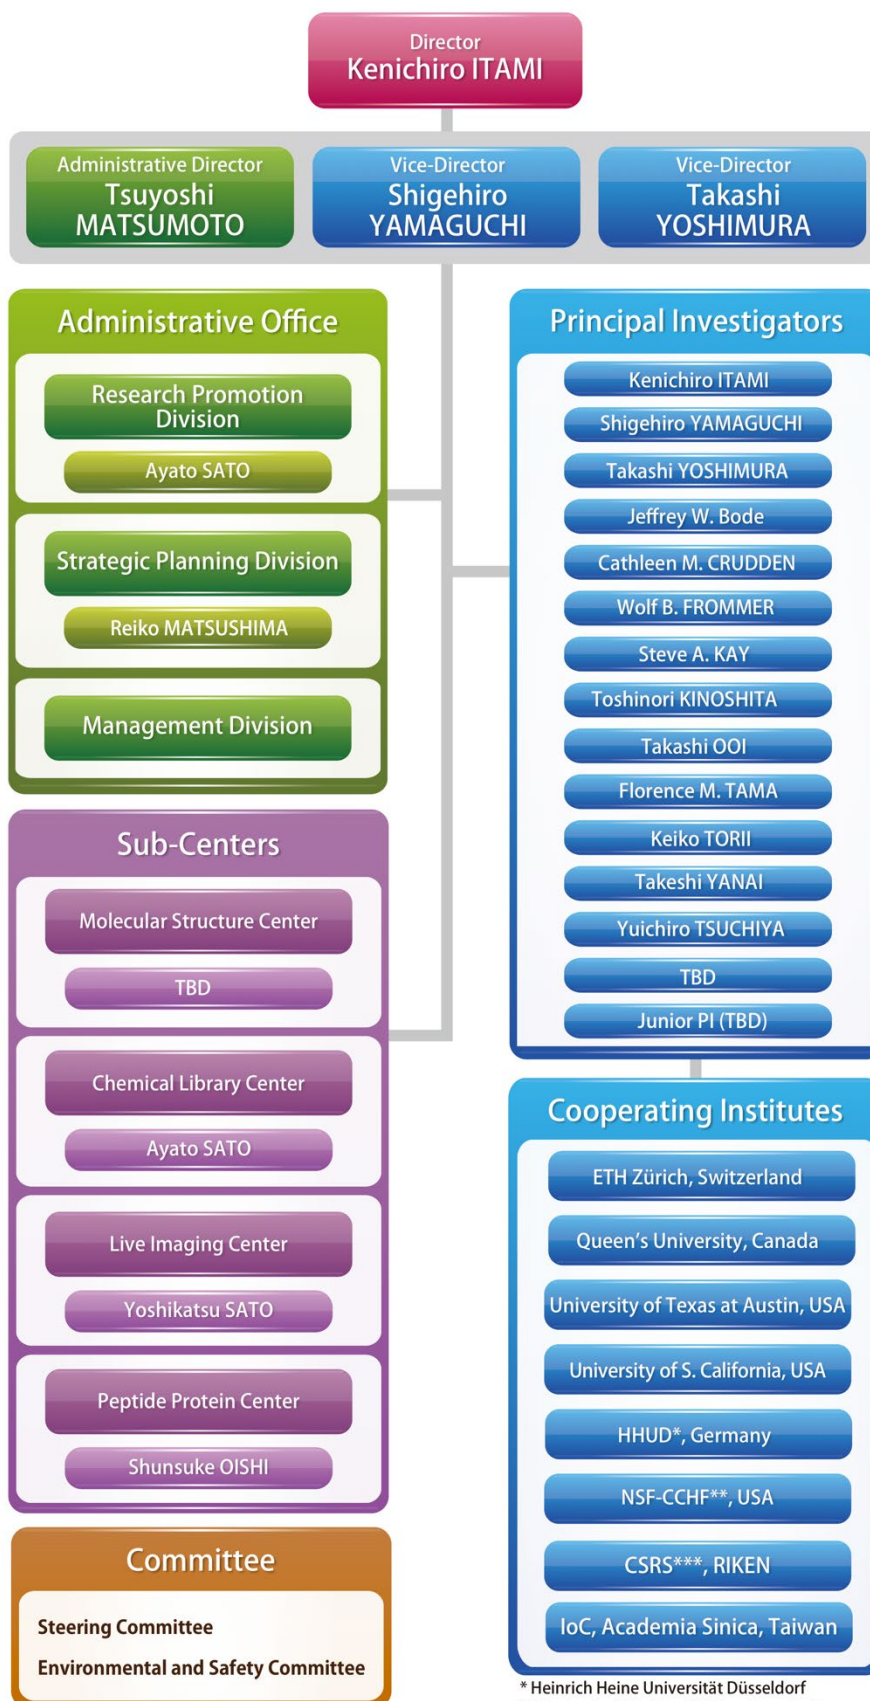 Director
Kenichiro ITAMI
Administrative Director
Tsuyoshi
MATSUMOTO
Vice-Director
Shigehiro
YAMAGUCHI
Vice-Director
Takashi
YOSHIMURA
Administrative Office
Research Promotion
Division
Ayato SATO
Strategic Planning Division
Reiko MATSUSHIMA
Management Division
Sub-Centers
Molecular Structure Center
TBD
Chemical Library Center
Ayato SATO
Live Imaging Center
Yoshikatsu SATO
Peptide Protein Center
Shunsuke OISHI
Committee
Steering Committee
Environmental and Safety Committee
Principal Investigators
Kenichiro ITAMI
Shigehiro YAMAGUCHI
Takashi YOSHIMURA
Jeffrey W. Bode
Cathleen M. CRUDDEN
Wolf B. FROMMER
Steve A. KAY
Toshinori KINOSHITA
Takashi OOI
Florence M. TAMA
Keiko TORII
Takeshi YANAI
Yuichiro TSUCHIYA
TBD
Junior PI (TBD)
Cooperating Institutes
ETH Zürich, Switzerland
Queen's University, Canada
University of Texas at Austin, USA
University of S. California, USA
HHUD*, Germany
NSF-CCHF**, USA
CSRS***, RIKEN
IoC, Academia Sinica, Taiwan
* Heinrich Heine Universität Düsseldorf